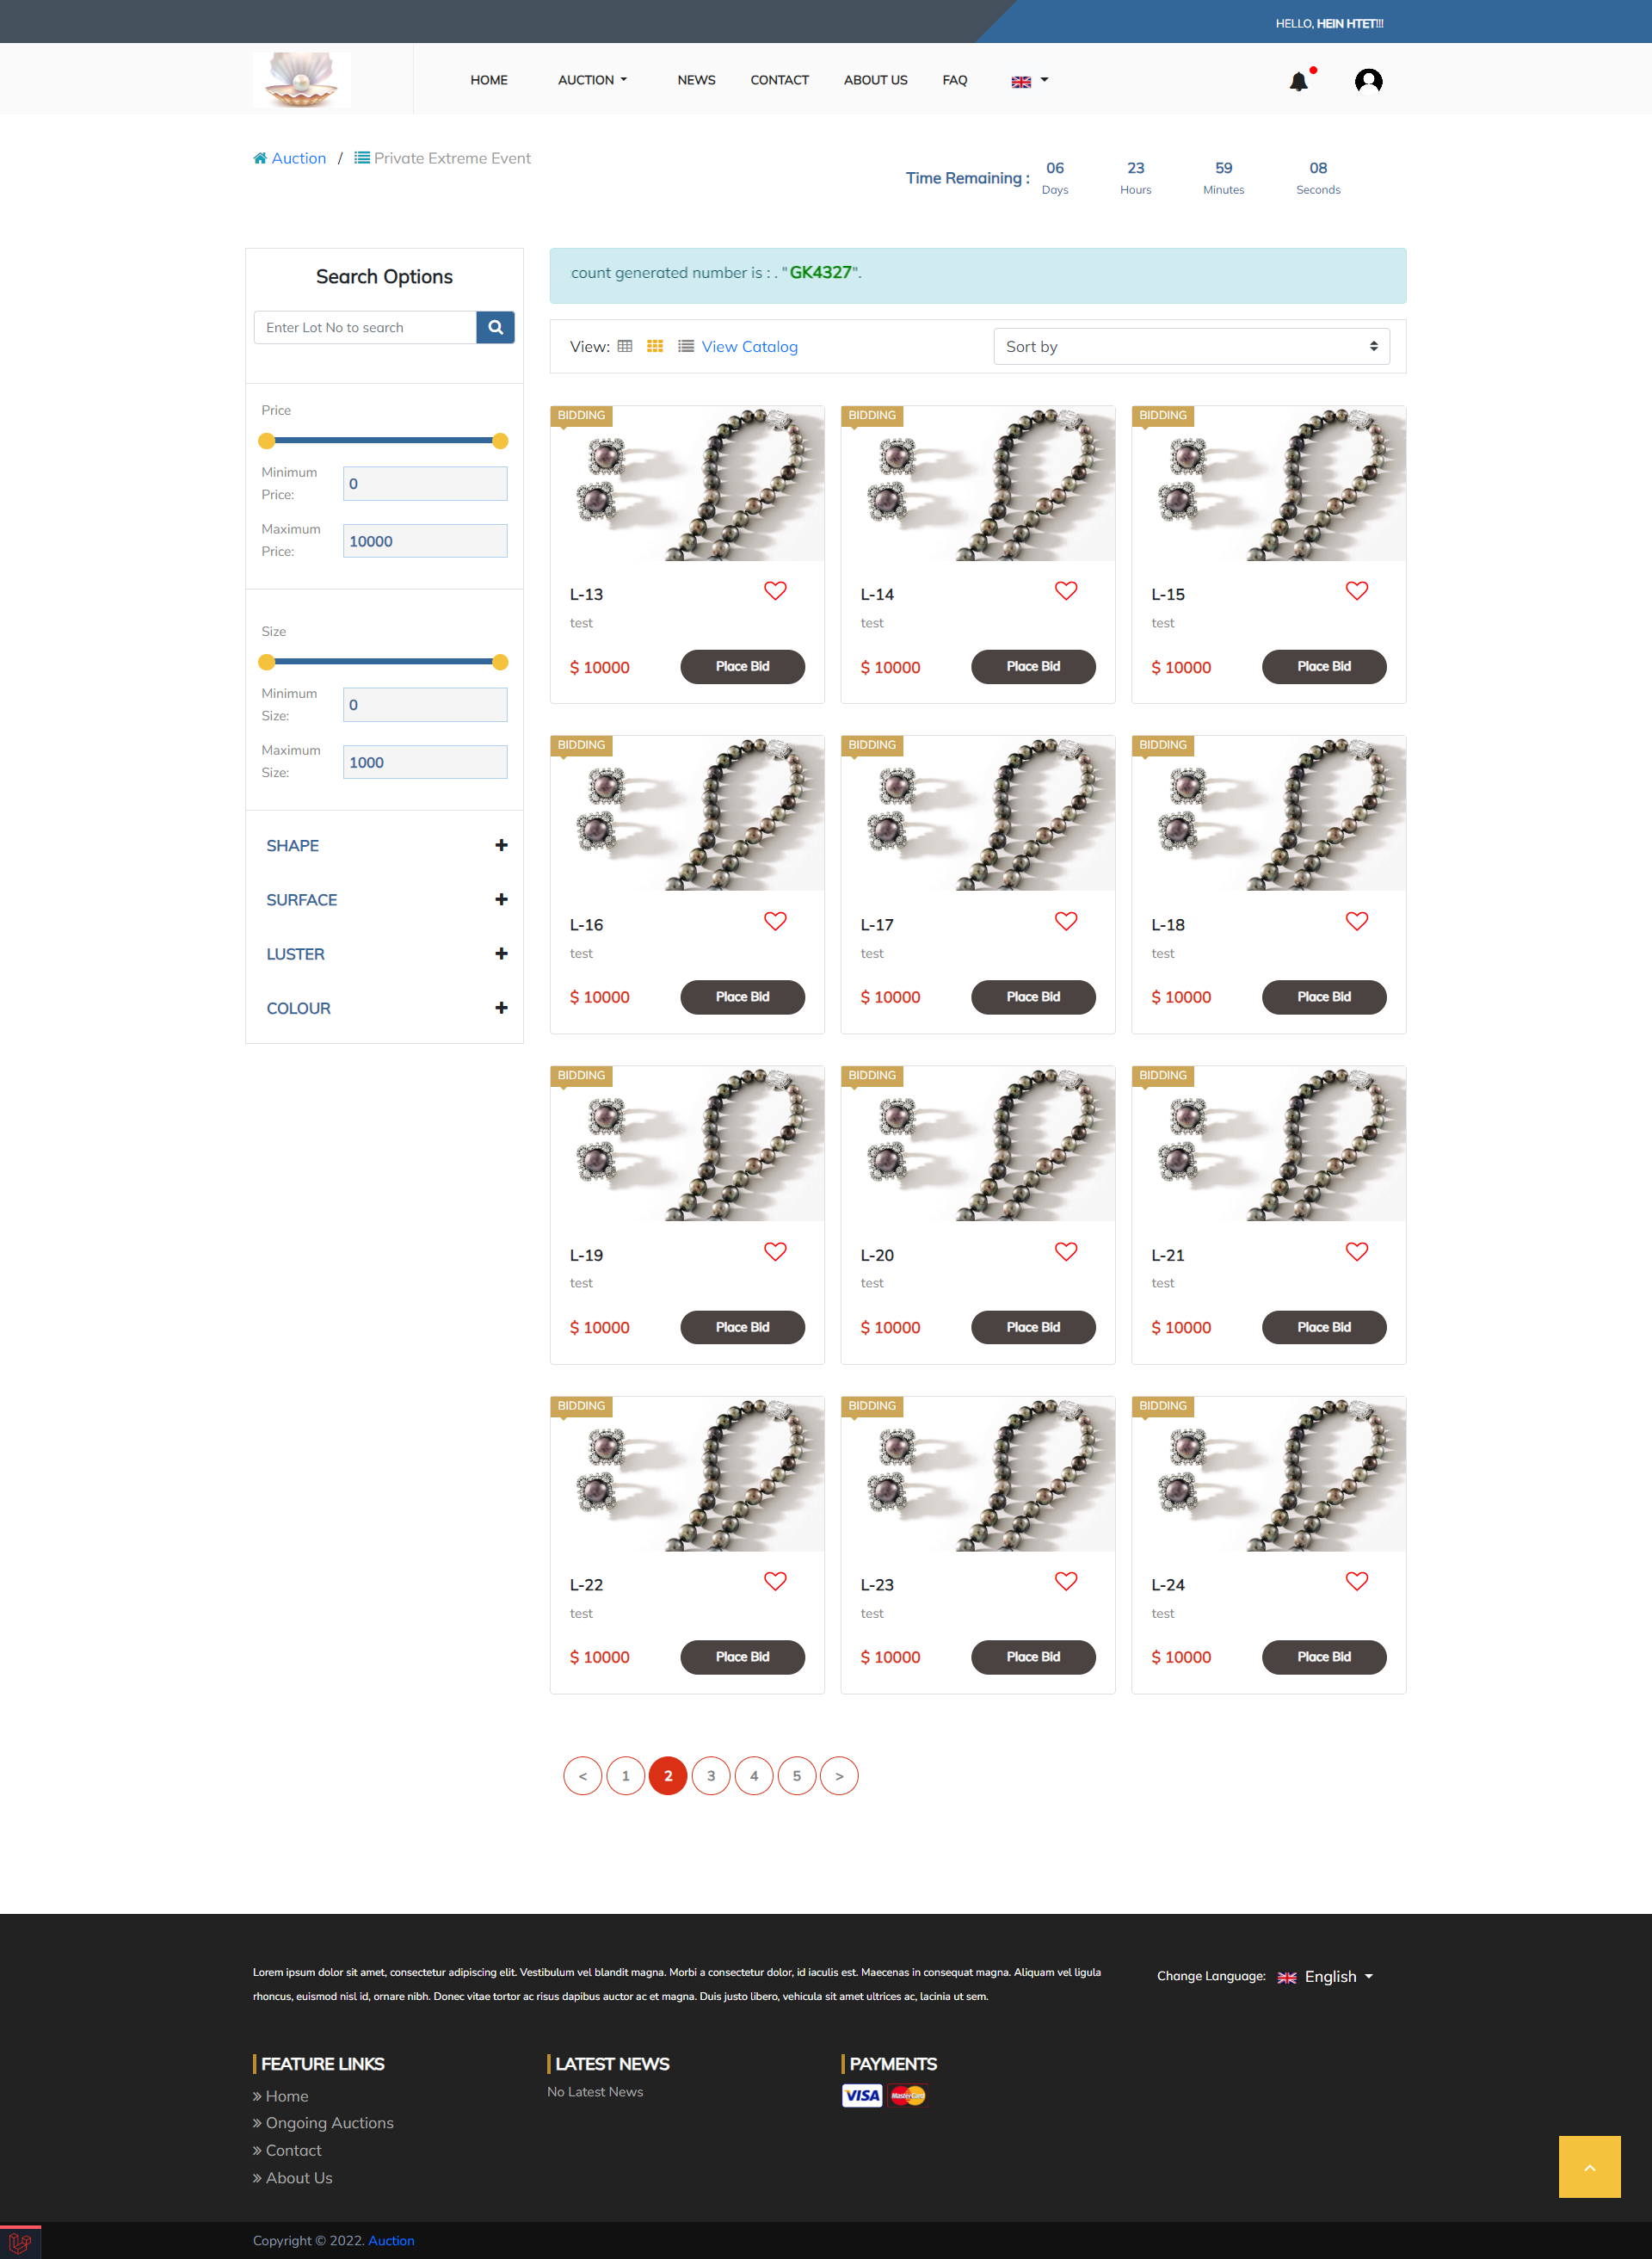 HELLO, HEIN HTET!!!
HOME AUCTION NEWS CONTACT ABOUT US FAQ
Auction / Private Extreme Event
Time Remaining : 06 Days 23 Hours 59 Minutes 08 Seconds
Search Options
Enter Lot No to search
Price
Minimum Price: 0
Maximum Price: 10000
Size
Minimum Size: 0
Maximum Size: 1000
SHAPE
SURFACE
LUSTER
COLOUR
count generated number is : . "GK4327".
View: View Catalog Sort by
BIDDING BIDDING BIDDING
L-13 L-14 L-15
test test test
$ 10000 Place Bid $ 10000 Place Bid $ 10000 Place Bid
BIDDING BIDDING BIDDING
L-16 L-17 L-18
test test test
$ 10000 Place Bid $ 10000 Place Bid $ 10000 Place Bid
BIDDING BIDDING BIDDING
L-19 L-20 L-21
test test test
$ 10000 Place Bid $ 10000 Place Bid $ 10000 Place Bid
BIDDING BIDDING BIDDING
L-22 L-23 L-24
test test test
$ 10000 Place Bid $ 10000 Place Bid $ 10000 Place Bid
< 1 2 3 4 5 >
Lorem ipsum dolor sit amet, consectetur adipiscing elit. Vestibulum vel blandit magna. Morbi a consectetur dolor, id iaculis est. Maecenas in consequat magna. Aliquam vel ligula
rhoncus, euismod nisl id, ornare nibh. Donec vitae tortor ac risus dapibus auctor ac et magna. Duis justo libero, vehicula sit amet ultrices ac, lacinia ut sem.
Change Language: English
FEATURE LINKS
» Home
» Ongoing Auctions
» Contact
» About Us
LATEST NEWS
No Latest News
PAYMENTS
VISA MasterCard
Copyright © 2022. Auction